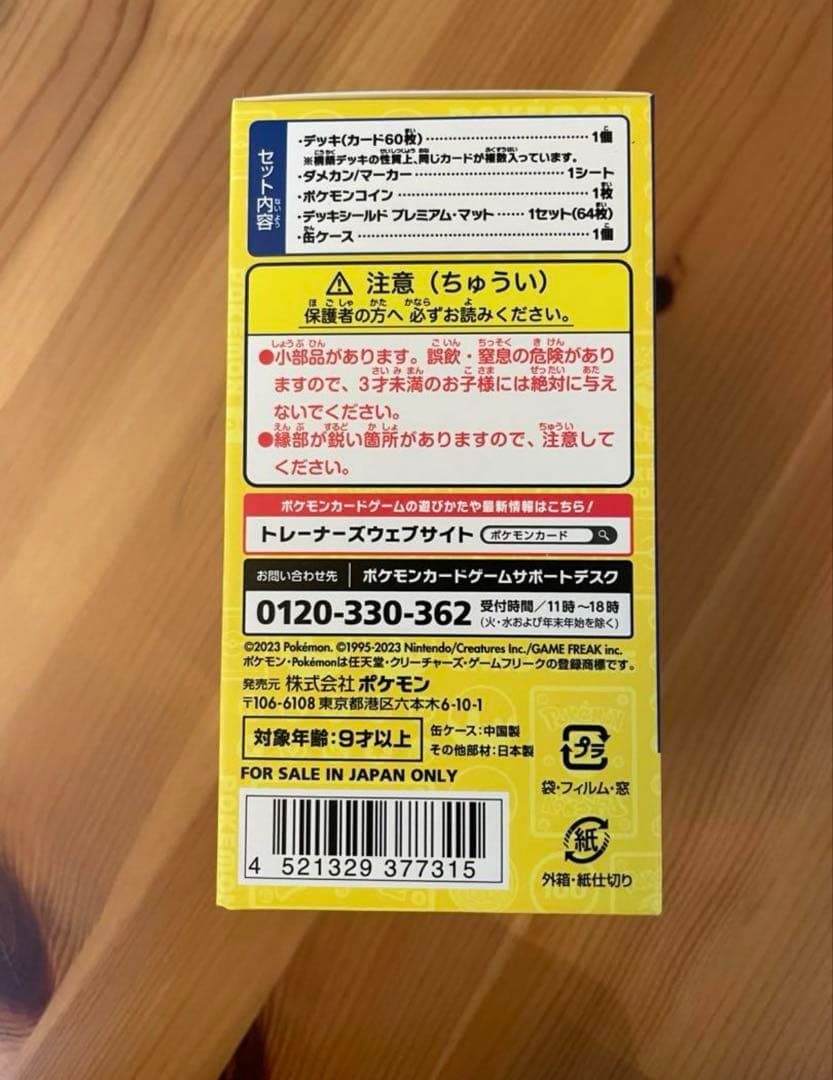 POKÉMON
セット内容
・デッキ(カード60枚)……………………1個
※構築デッキの性質上、同じカードが複数入っています。
・ダメカン/マーカー……………………1シート
・ポケモンコイン……………………1枚
・デッキシールド プレミアム・マット……1セット(64枚)
・缶ケース……………………1個
⚠ 注意(ちゅうい)
保護者の方へ 必ずお読みください。
●小部品があります。誤飲・窒息の危険があり
ますので、3才未満のお子様には絶対に与え
ないでください。
●縁部が鋭い箇所がありますので、注意して
ください。
ポケモンカードゲームの遊びかたや最新情報はこちら!
トレーナーズウェブサイト ポケモンカード
お問い合わせ先 ポケモンカードゲームサポートデスク
0120-330-362 受付時間/11時~18時
(火・水および年末年始を除く)
©2023 Pokémon. ©1995-2023 Nintendo/Creatures Inc./GAME FREAK inc.
ポケモン・Pokémonは任天堂・クリーチャーズ・ゲームフリークの登録商標です。
発売元 株式会社ポケモン
〒106-6108 東京都港区六本木6-10-1
対象年齢:9才以上
缶ケース:中国製
その他部材:日本製
FOR SALE IN JAPAN ONLY
4 521329 377315
プラ
袋・フィルム・窓
紙
外箱・紙仕切り